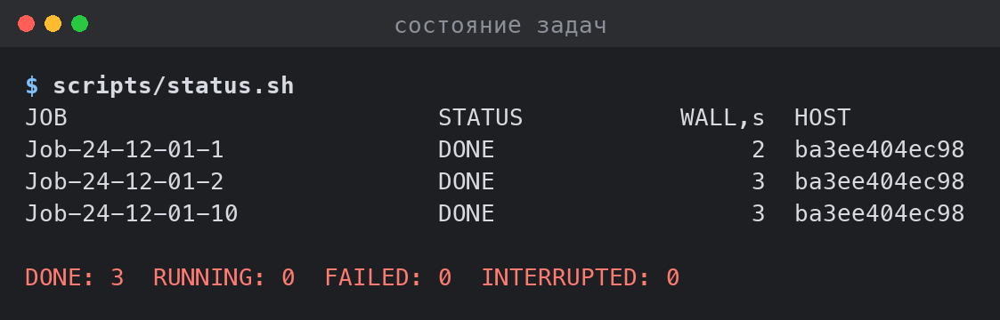 состояние задач
$ scripts/status.sh
JOB STATUS WALL,s HOST
Job-24-12-01-1 DONE 2 ba3ee404ec98
Job-24-12-01-2 DONE 3 ba3ee404ec98
Job-24-12-01-10 DONE 3 ba3ee404ec98
DONE: 3 RUNNING: 0 FAILED: 0 INTERRUPTED: 0